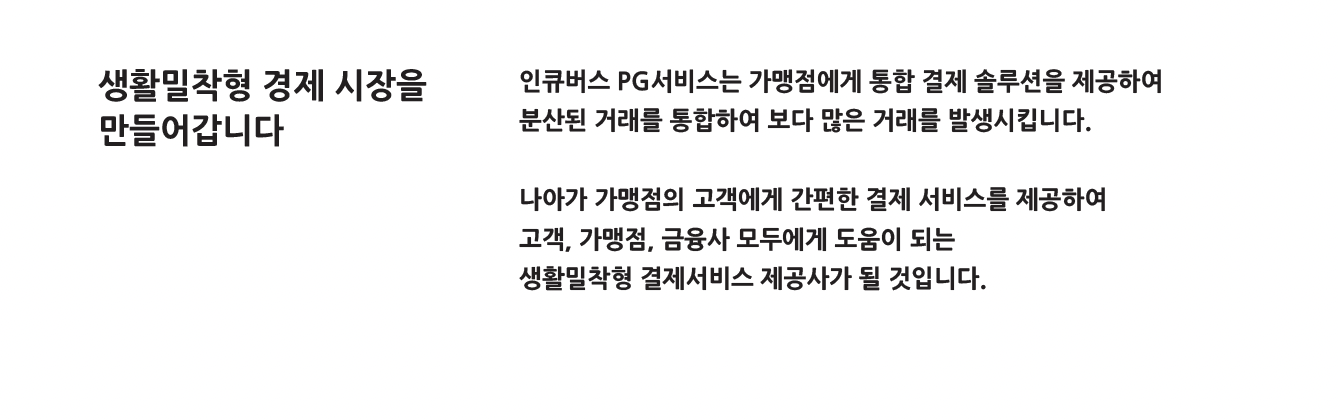 생활밀착형 경제 시장을
만들어갑니다
인큐버스 PG서비스는 가맹점에게 통합 결제 솔루션을 제공하여
분산된 거래를 통합하여 보다 많은 거래를 발생시킵니다.
나아가 가맹점의 고객에게 간편한 결제 서비스를 제공하여
고객, 가맹점, 금융사 모두에게 도움이 되는
생활밀착형 결제서비스 제공사가 될 것입니다.